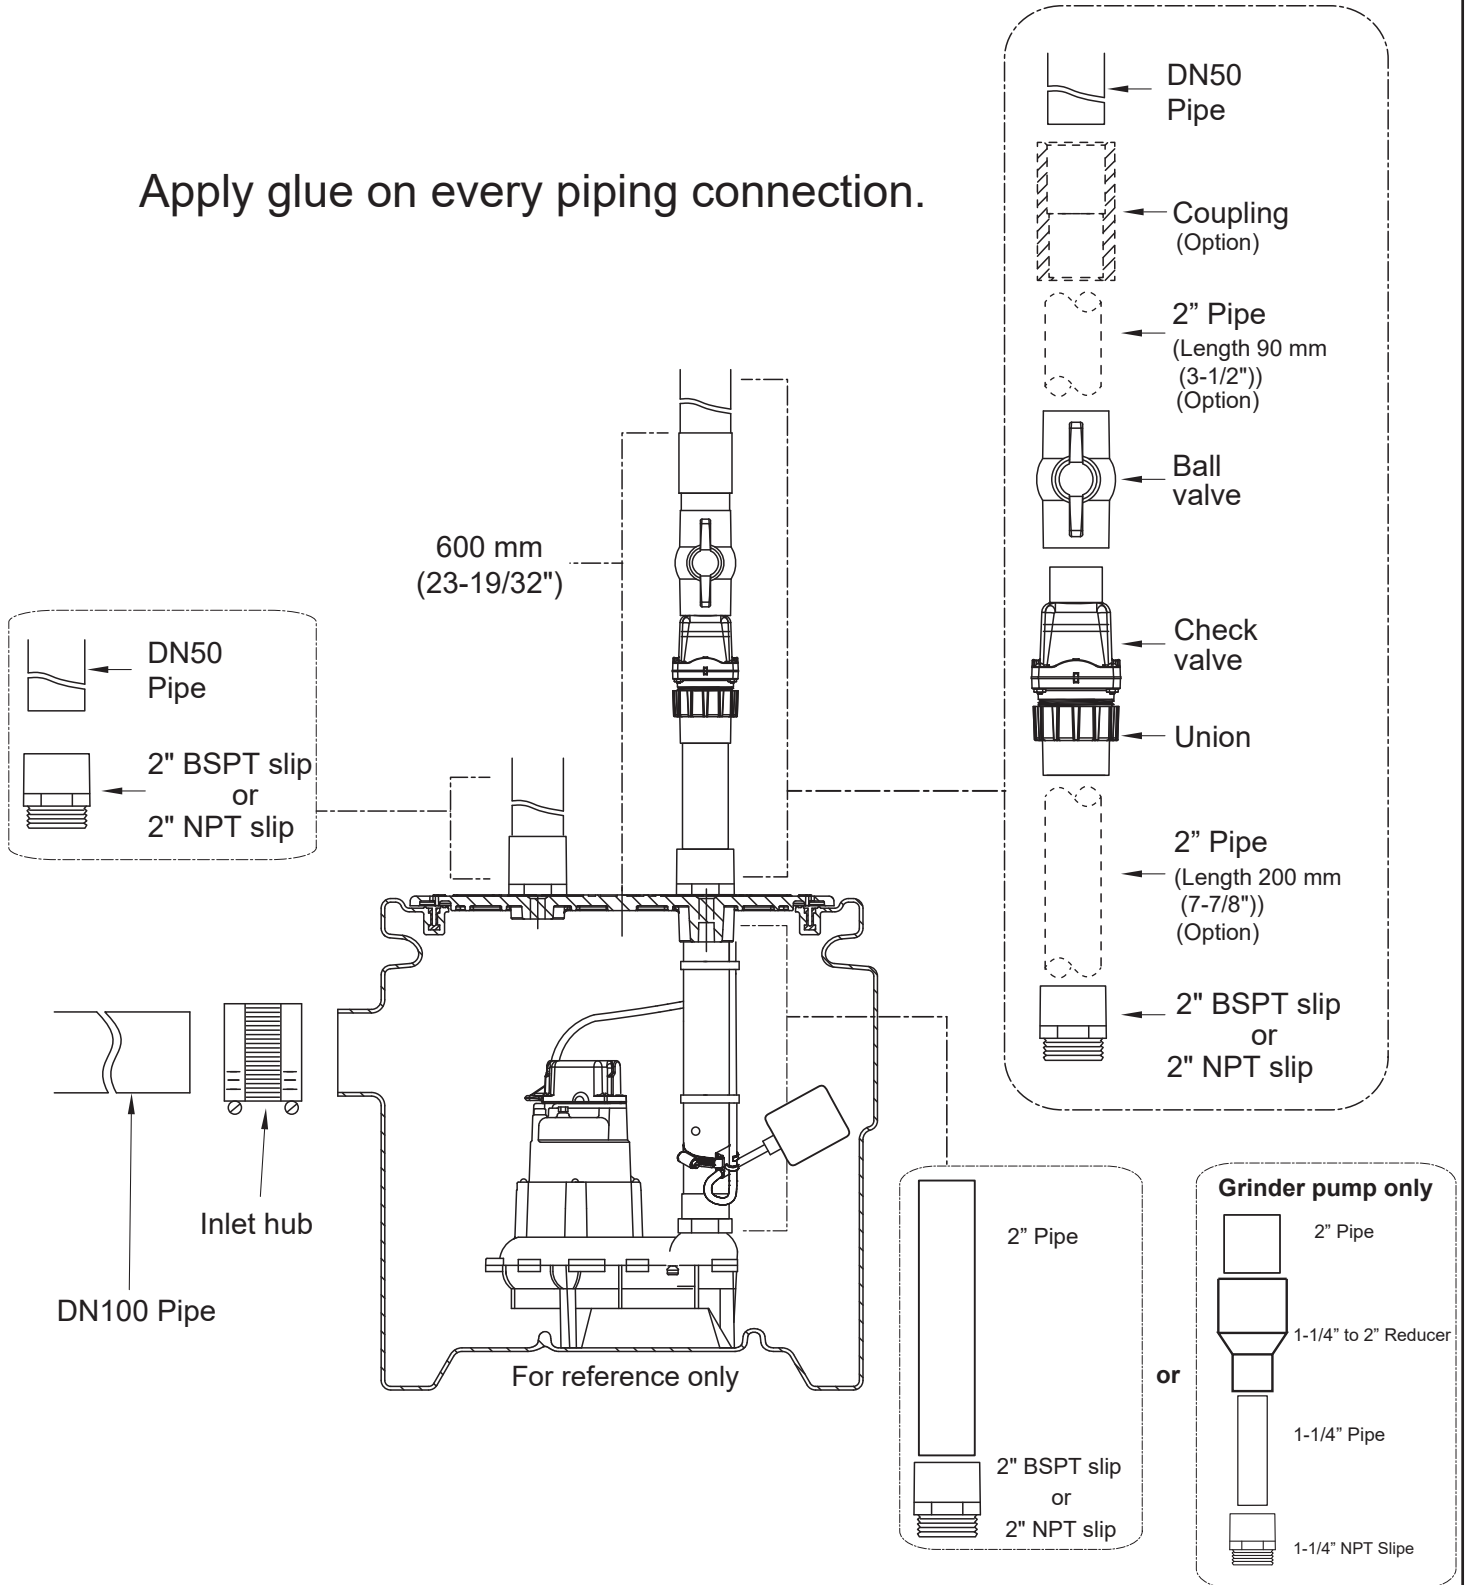 Apply glue on every piping connection.
DN50
Pipe
Coupling
(Option)
2” Pipe
(Length 90 mm
(3-1/2"))
(Option)
Ball
valve
Check
valve
Union
2” Pipe
(Length 200 mm
(7-7/8"))
(Option)
2" BSPT slip
or
2" NPT slip
600 mm
(23-19/32")
DN50
Pipe
2" BSPT slip
or
2" NPT slip
Inlet hub
DN100 Pipe
For reference only
2” Pipe
2" BSPT slip
or
2" NPT slip
or
Grinder pump only
2” Pipe
1-1/4” to 2” Reducer
1-1/4” Pipe
1-1/4” NPT Slipe